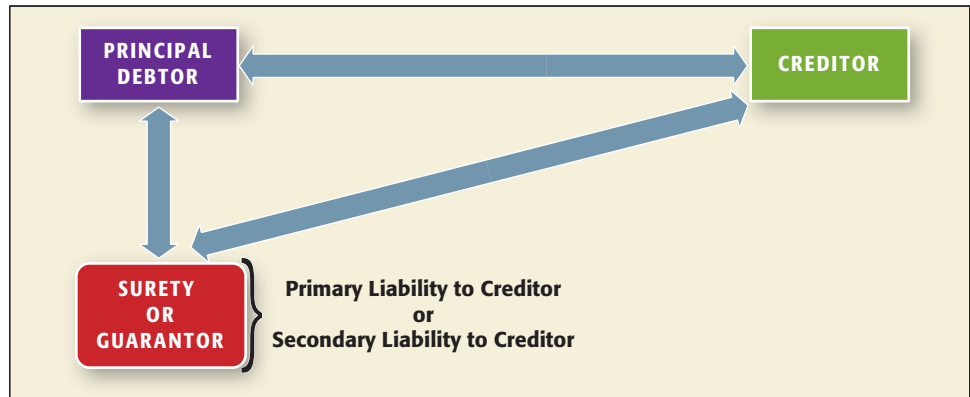 PRINCIPAL
DEBTOR
CREDITOR
SURETY
OR
GUARANTOR
Primary Liability to Creditor
or
Secondary Liability to Creditor